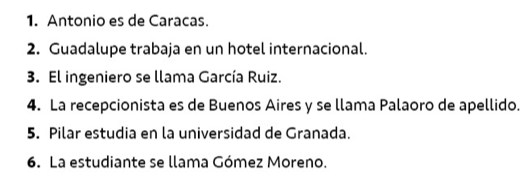 1. Antonio es de Caracas.
2. Guadalupe trabaja en un hotel internacional.
3. El ingeniero se llama García Ruiz.
4. La recepcionista es de Buenos Aires y se llama Palaoro de apellido.
5. Pilar estudia en la universidad de Granada.
6. La estudiante se llama Gómez Moreno.